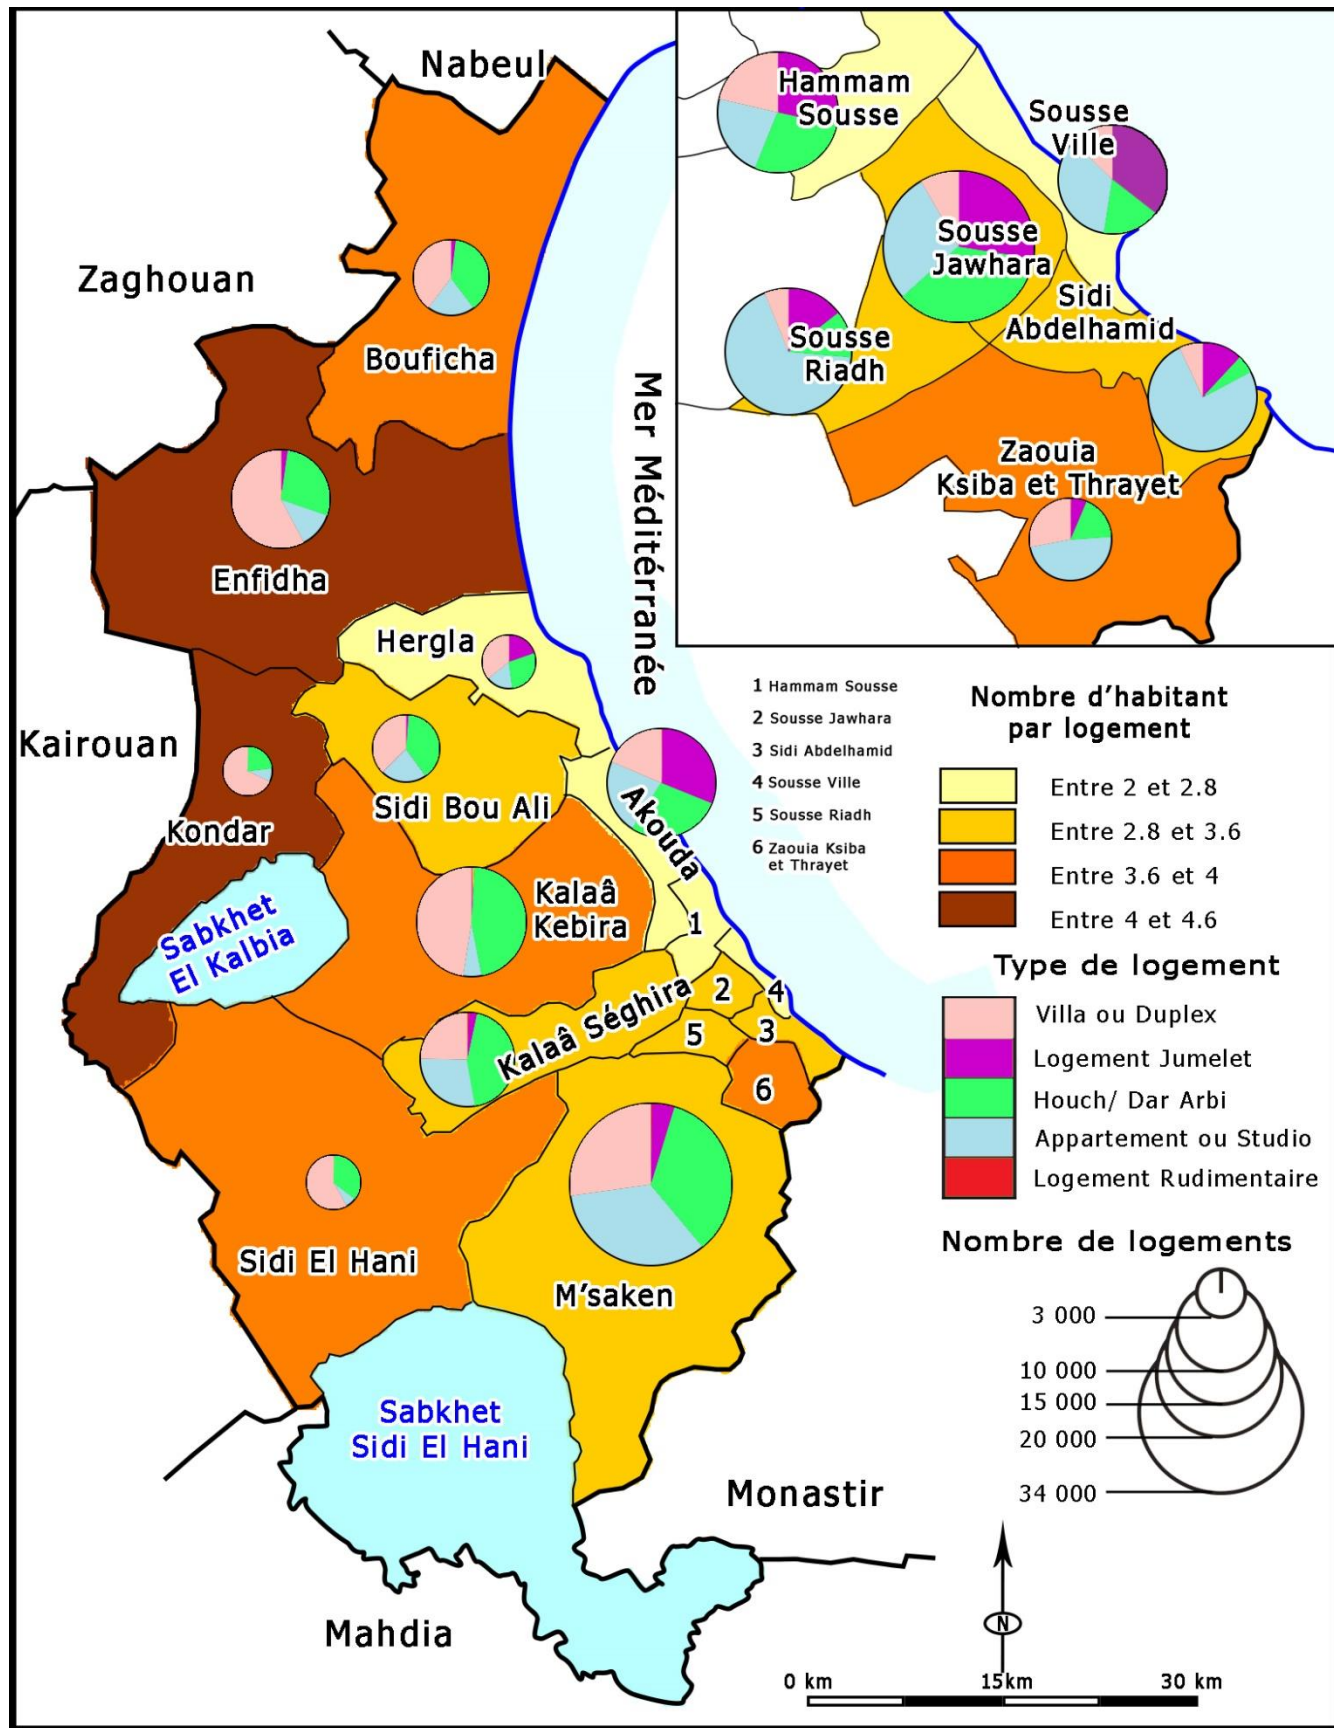 Nabeul
Zaghouan
Bouficha
Enfidha
Hergla
Kairouan
Kondar
Sidi Bou Ali
Akouda
Sabkhet
El Kalbia
Kalaâ
Kebira
Kalaâ Séghira
1
2
3
4
5
6
Sidi El Hani
M'saken
Sabkhet
Sidi El Hani
Monastir
Mahdia
Mer Méditérranée
Hammam
Sousse
Sousse
Ville
Sousse
Jawhara
Sidi
Abdelhamid
Sousse
Riadh
Zaouia
Ksiba et Thrayet
1 Hammam Sousse
2 Sousse Jawhara
3 Sidi Abdelhamid
4 Sousse Ville
5 Sousse Riadh
6 Zaouia Ksiba
et Thrayet
Nombre d'habitant
par logement
Entre 2 et 2.8
Entre 2.8 et 3.6
Entre 3.6 et 4
Entre 4 et 4.6
Type de logement
Villa ou Duplex
Logement Jumelet
Houch/ Dar Arbi
Appartement ou Studio
Logement Rudimentaire
Nombre de logements
3 000
10 000
15 000
20 000
34 000
N
0 km 15km 30 km